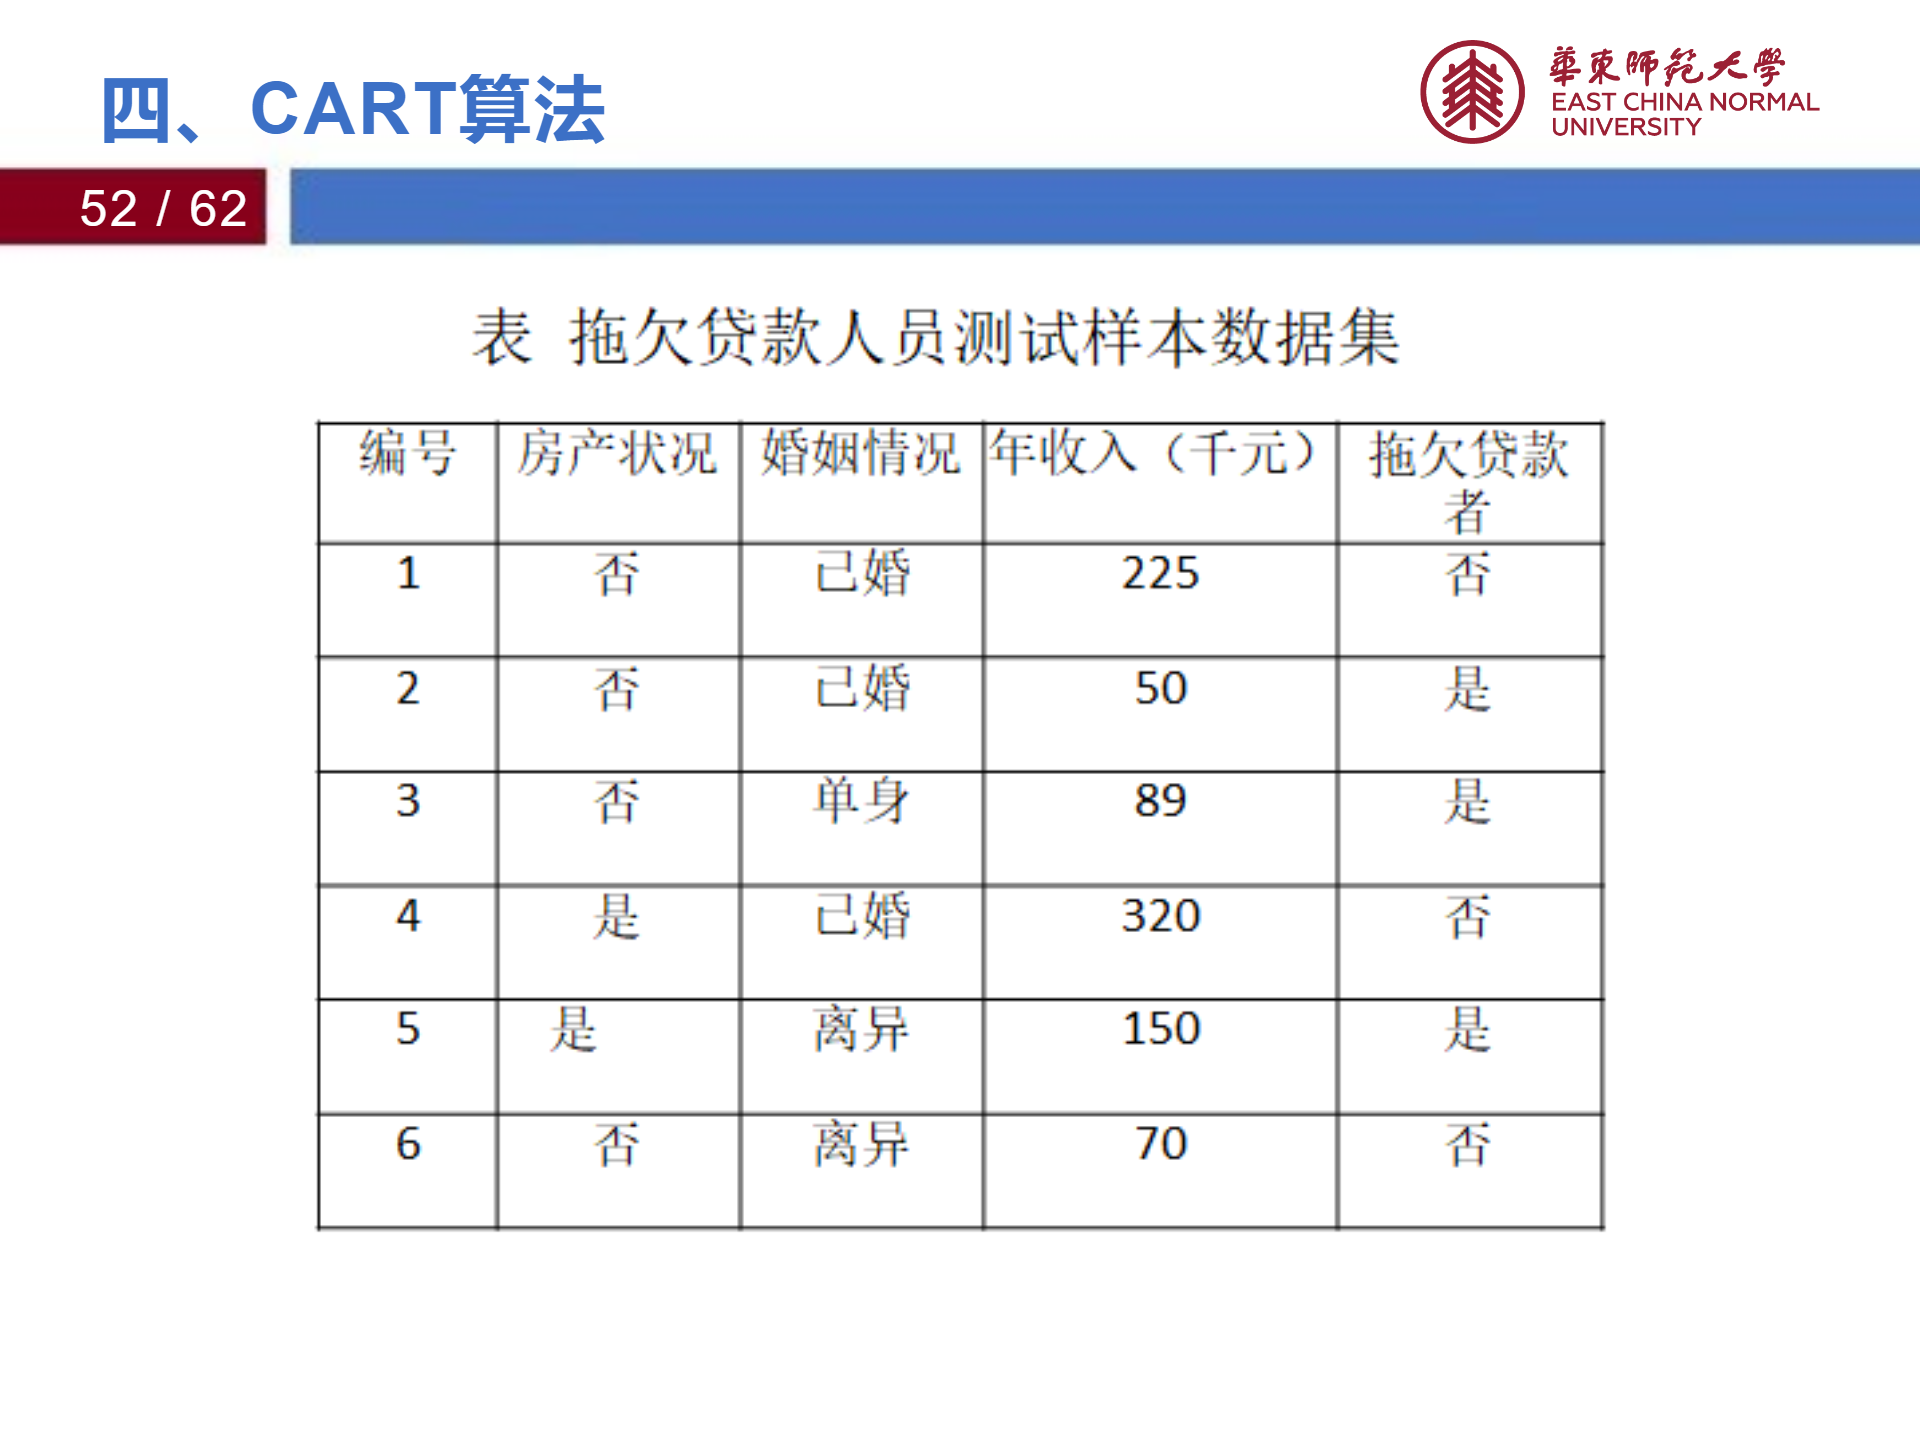 四、CART算法
華東師範大學
EAST CHINA NORMAL
UNIVERSITY
52 / 62
表 拖欠贷款人员测试样本数据集
编号 房产状况 婚姻情况 年收入（千元） 拖欠贷款
者
1 否 已婚 225 否
2 否 已婚 50 是
3 否 单身 89 是
4 是 已婚 320 否
5 是 离异 150 是
6 否 离异 70 否